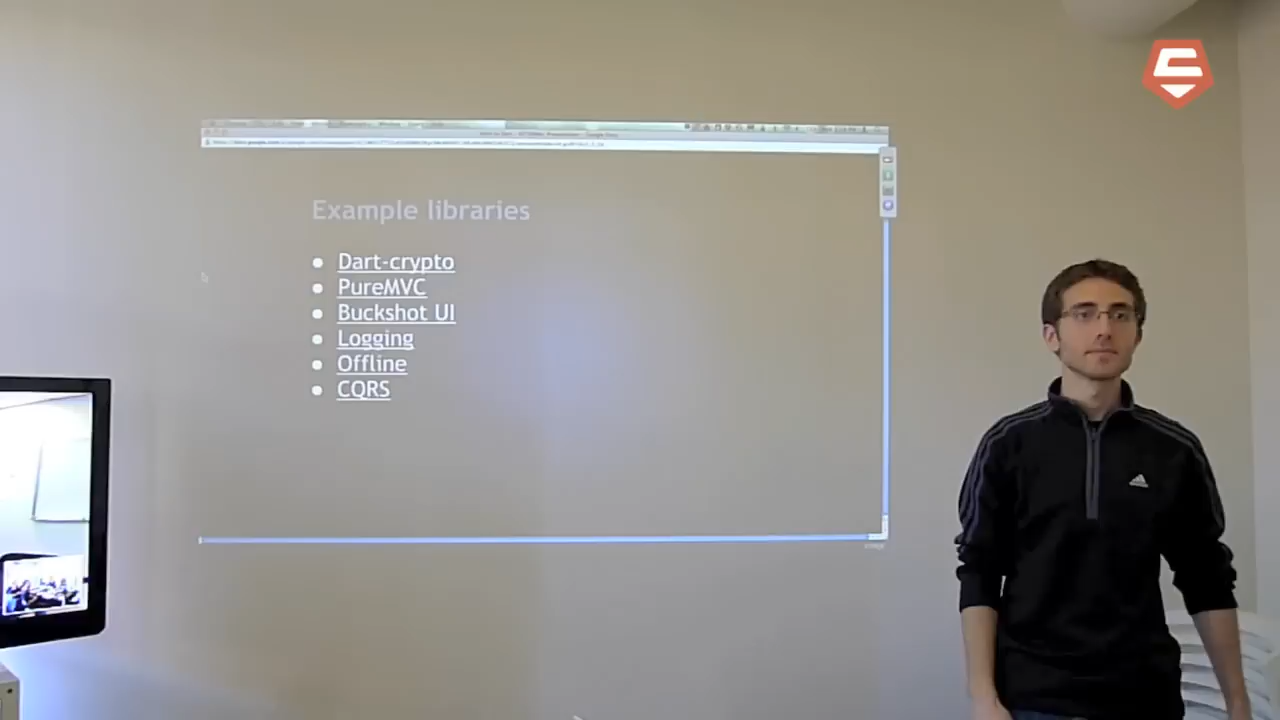 Example libraries
Dart-crypto
PureMVC
Buckshot UI
Logging
Offline
CQRS